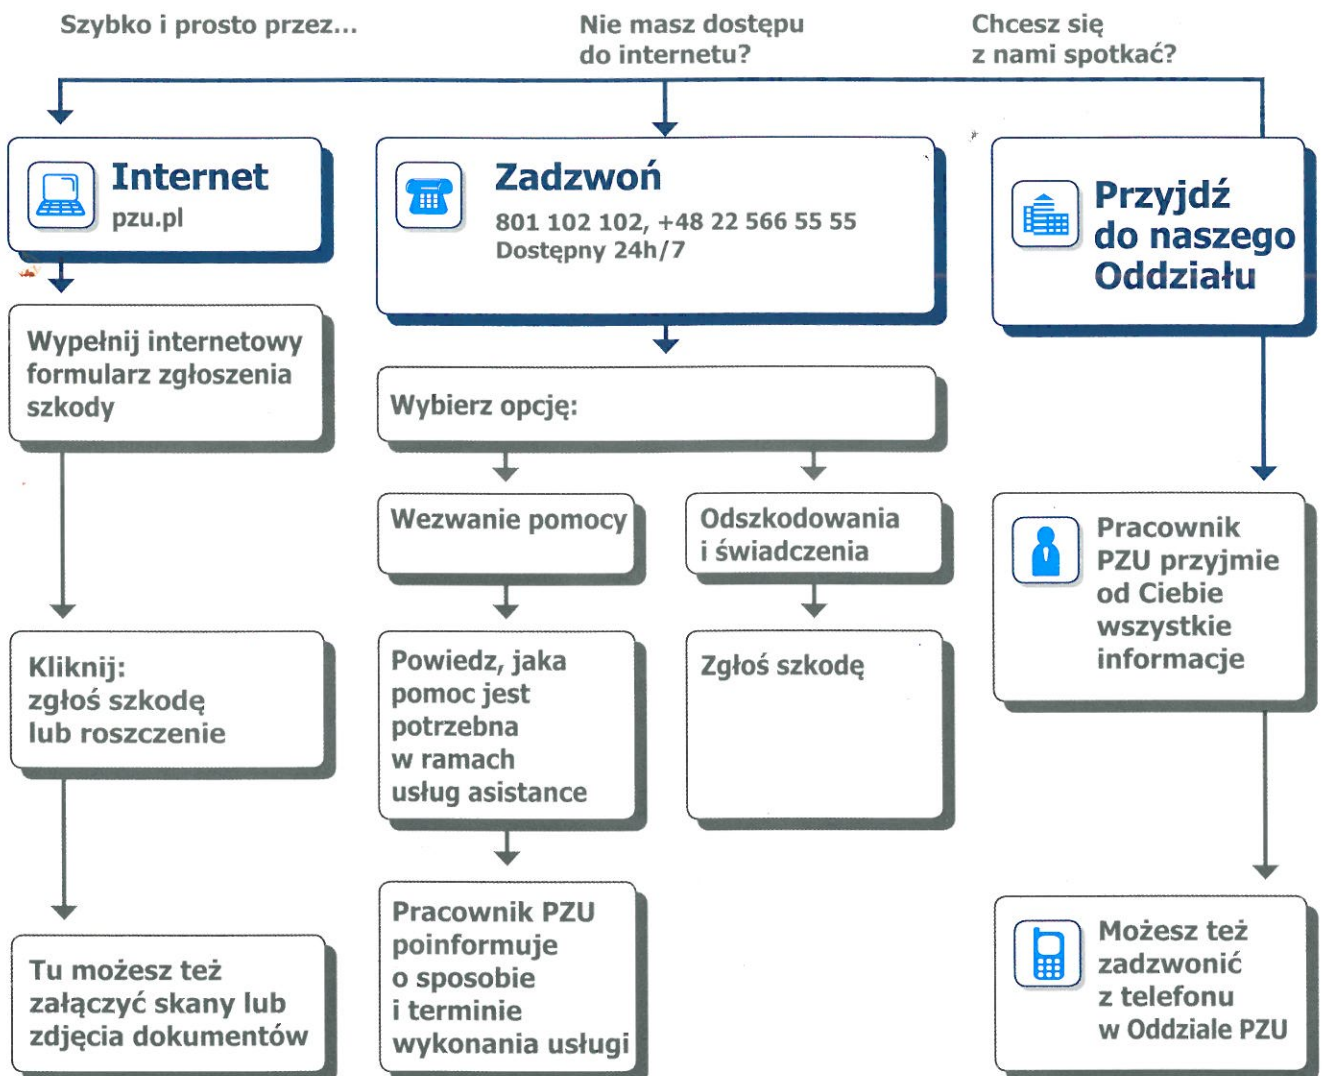 Szybko i prosto przez...
Nie masz dostępu
do internetu?
Chcesz się
z nami spotkać?
Internet
pzu.pl
Zadzwoń
801 102 102, +48 22 566 55 55
Dostępny 24h/7
Przyjdź
do naszego
Oddziału
Wypełnij internetowy
formularz zgłoszenia
szkody
Wybierz opcję:
Wezwanie pomocy
Odszkodowania
i świadczenia
Pracownik
PZU przyjmie
od Ciebie
wszystkie
informacje
Kliknij:
zgłoś szkodę
lub roszczenie
Powiedz, jaka
pomoc jest
potrzebna
w ramach
usług asistance
Zgłoś szkodę
Tu możesz też
załączyć skany lub
zdjęcia dokumentów
Pracownik PZU
poinformuje
o sposobie
i terminie
wykonania usługi
Możesz też
zadzwonić
z telefonu
w Oddziale PZU